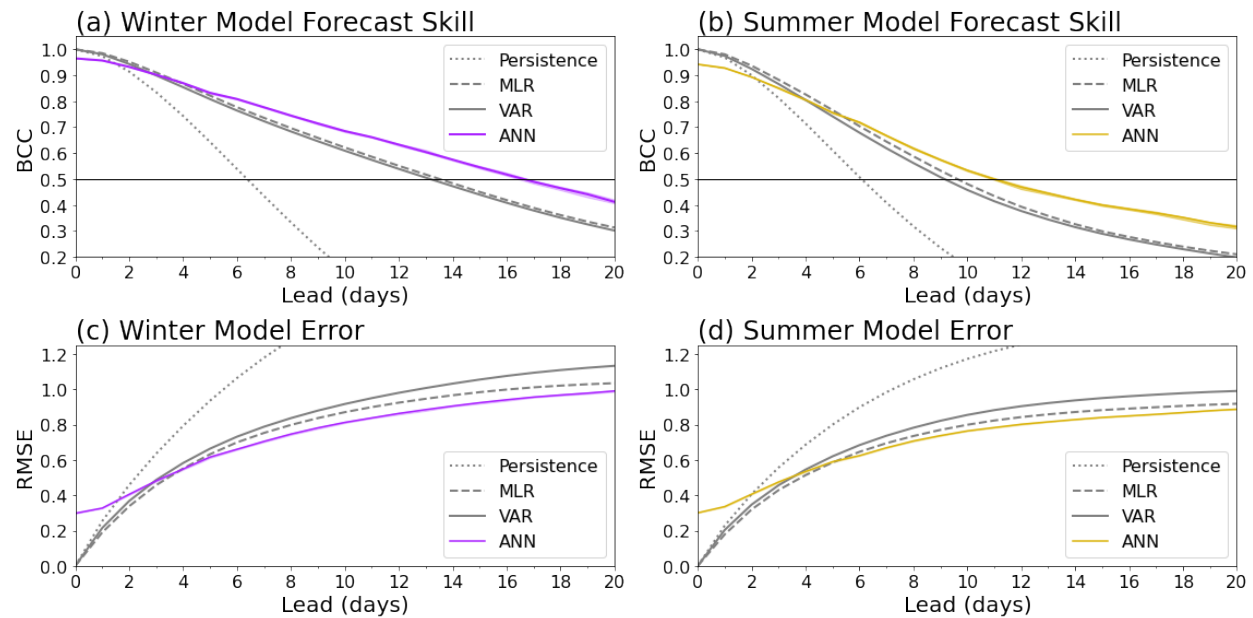 (a) Winter Model Forecast Skill
BCC
1.0
0.9
0.8
0.7
0.6
0.5
0.4
0.3
0.2
Persistence
MLR
VAR
ANN
0 2 4 6 8 10 12 14 16 18 20
Lead (days)
(b) Summer Model Forecast Skill
BCC
1.0
0.9
0.8
0.7
0.6
0.5
0.4
0.3
0.2
Persistence
MLR
VAR
ANN
0 2 4 6 8 10 12 14 16 18 20
Lead (days)
(c) Winter Model Error
RMSE
1.2
1.0
0.8
0.6
0.4
0.2
0.0
Persistence
MLR
VAR
ANN
0 2 4 6 8 10 12 14 16 18 20
Lead (days)
(d) Summer Model Error
RMSE
1.2
1.0
0.8
0.6
0.4
0.2
0.0
Persistence
MLR
VAR
ANN
0 2 4 6 8 10 12 14 16 18 20
Lead (days)